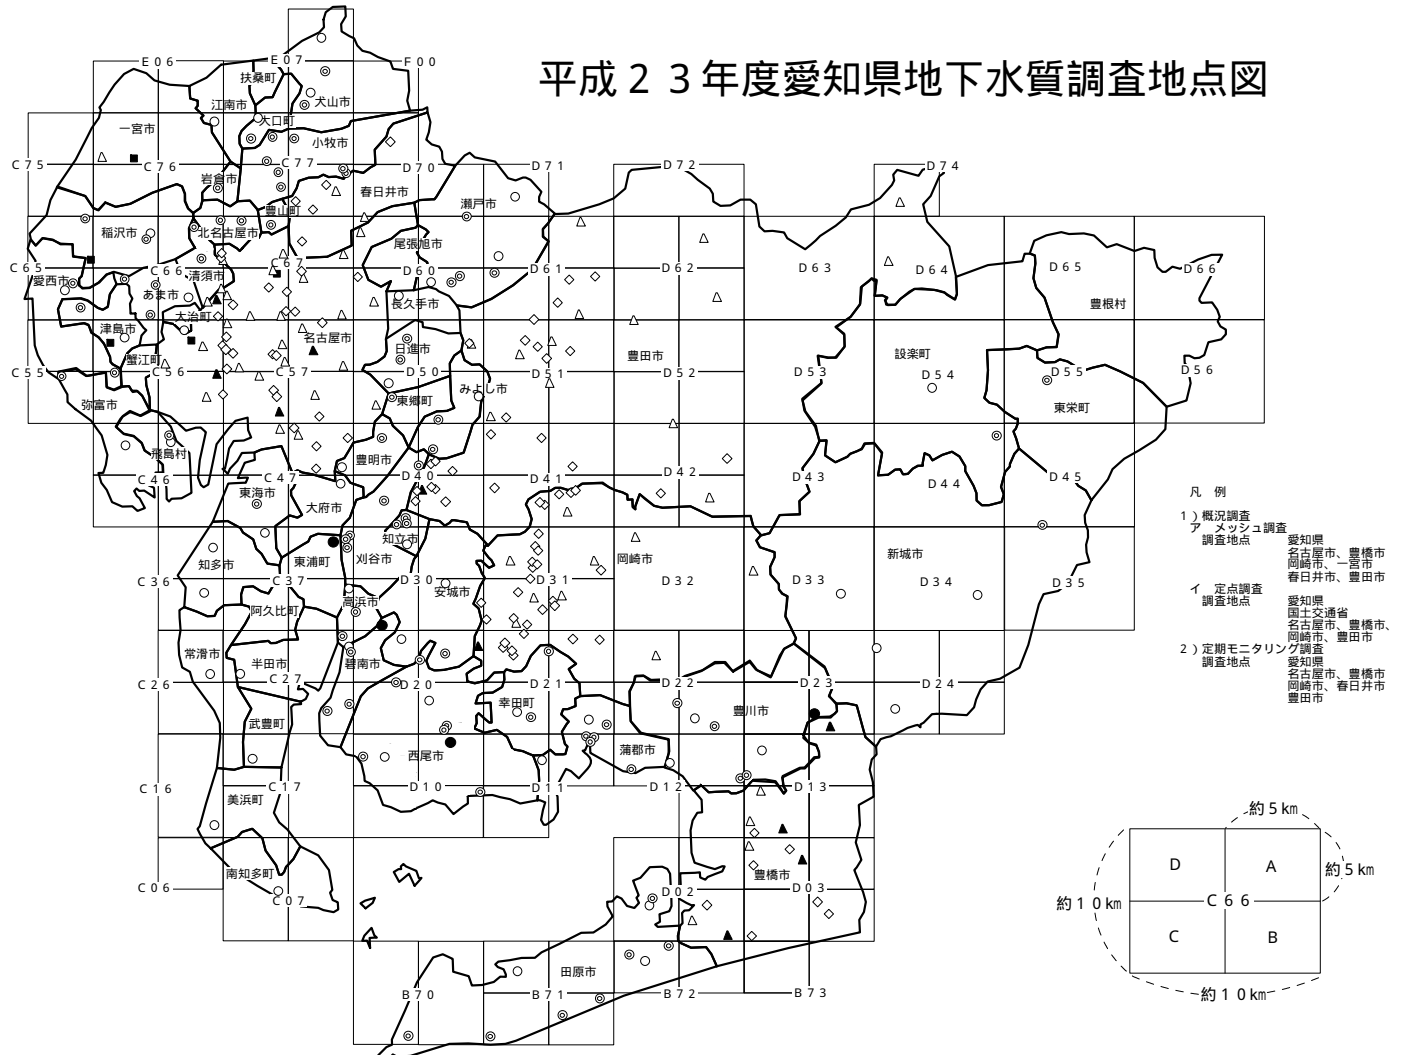 平成２３年度愛知県地下水質調査地点図
E06
E07
F00
扶桑町
江南市
犬山市
大口町
一宮市
小牧市
C75
C76
C77
D70
D71
D72
D74
岩倉市
春日井市
豊山町
瀬戸市
稲沢市
北名古屋市
尾張旭市
C65
C66
C67
D60
D61
D62
D63
D64
D65
D66
愛西市
清須市
あま市
長久手市
豊根村
大治町
津島市
名古屋市
日進市
豊田市
設楽町
蟹江町
C55
C56
C57
D50
D51
D52
D53
D54
D55
D56
みよし市
弥富市
東郷町
東栄町
飛島村
豊明市
C46
C47
D40
D41
D42
D43
D44
D45
東海市
大府市
凡　例
１）概況調査
ア　メッシュ調査
調査地点　愛知県
名古屋市、豊橋市
岡崎市、一宮市
春日井市、豊田市
イ　定点調査
調査地点　愛知県
国土交通省
名古屋市、豊橋市、
岡崎市、豊田市
２）定期モニタリング調査
調査地点　愛知県
名古屋市、豊橋市
岡崎市、春日井市
豊田市
知立市
知多市
東浦町
刈谷市
岡崎市
新城市
C36
C37
D30
D31
D32
D33
D34
D35
安城市
高浜市
阿久比町
常滑市
半田市
碧南市
C26
C27
D20
D21
D22
D23
D24
幸田町
武豊町
豊川市
西尾市
蒲郡市
C16
C17
D10
D11
D12
D13
美浜町
南知多町
豊橋市
C06
C07
D02
D03
田原市
B70
B71
B72
B73
約５㎞
D
A
約５㎞
約１０㎞
C66
C
B
約１０㎞